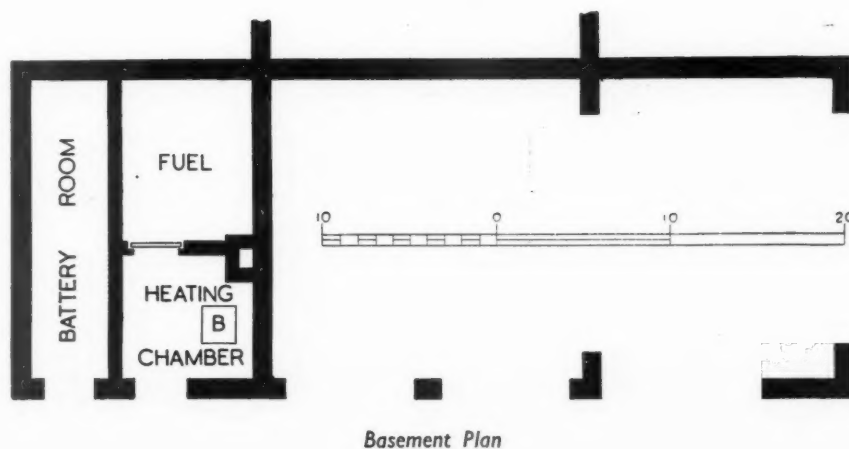 BATTERY ROOM
FUEL
HEATING
B
CHAMBER
10 0 10 20
Basement Plan